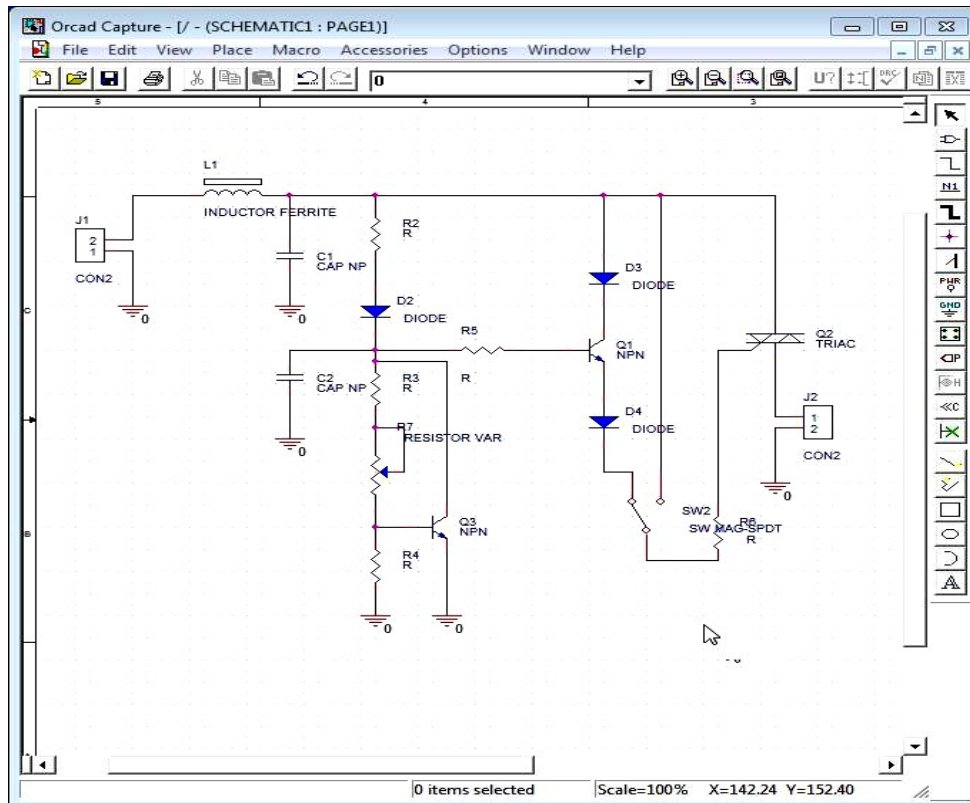 Orcad Capture - [/ - (SCHEMATIC1 : PAGE1)]
File Edit View Place Macro Accessories Options Window Help
0
U?
DRC
5 4 3
L1
INDUCTOR FERRITE
J1
2
1
CON2
0
C1
CAP NP
0
R2
R
D2
DIODE
C2
CAP NP
0
R3
R
R5
R
R7
RESISTOR VAR
R4
R
0
Q3
NPN
0
D3
DIODE
Q1
NPN
D4
DIODE
SW2
SW MAG-SPDT
R6
R
Q2
TRIAC
J2
1
2
CON2
0
C
B
N1
PWR
GND
H
C
A
0 items selected Scale=100% X=142.24 Y=152.40